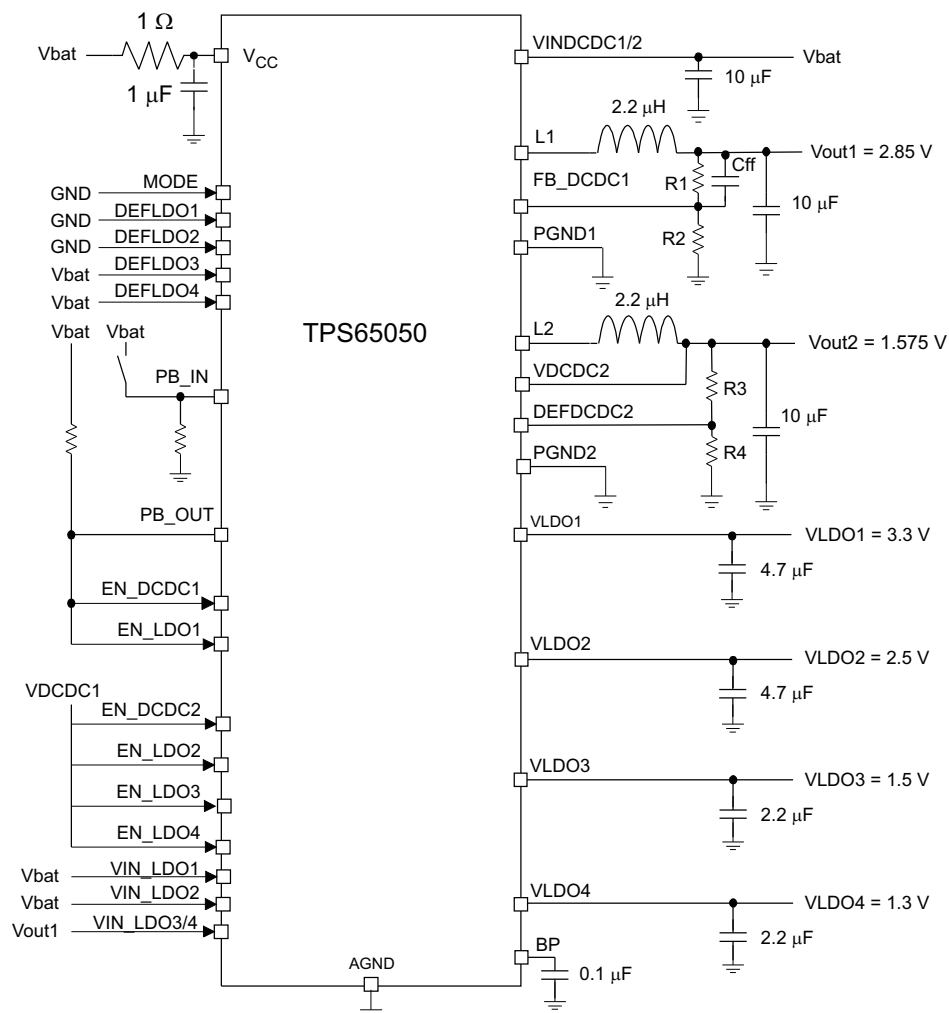 1 Ω
Vbat
V_CC
1 μF
GND MODE
GND DEFLDO1
GND DEFLDO2
Vbat DEFLDO3
Vbat DEFLDO4
Vbat Vbat
PB_IN
PB_OUT
EN_DCDC1
EN_LDO1
VDCDC1
EN_DCDC2
EN_LDO2
EN_LDO3
EN_LDO4
Vbat VIN_LDO1
Vbat VIN_LDO2
Vout1 VIN_LDO3/4
TPS65050
AGND
VINDCDC1/2
Vbat
10 μF
2.2 μH
L1
Vout1 = 2.85 V
Cff
FB_DCDC1
R1
10 μF
R2
PGND1
2.2 μH
L2
Vout2 = 1.575 V
VDCDC2
R3
DEFDCDC2
10 μF
R4
PGND2
VLDO1
VLDO1 = 3.3 V
4.7 μF
VLDO2
VLDO2 = 2.5 V
4.7 μF
VLDO3
VLDO3 = 1.5 V
2.2 μF
VLDO4
VLDO4 = 1.3 V
2.2 μF
BP
0.1 μF